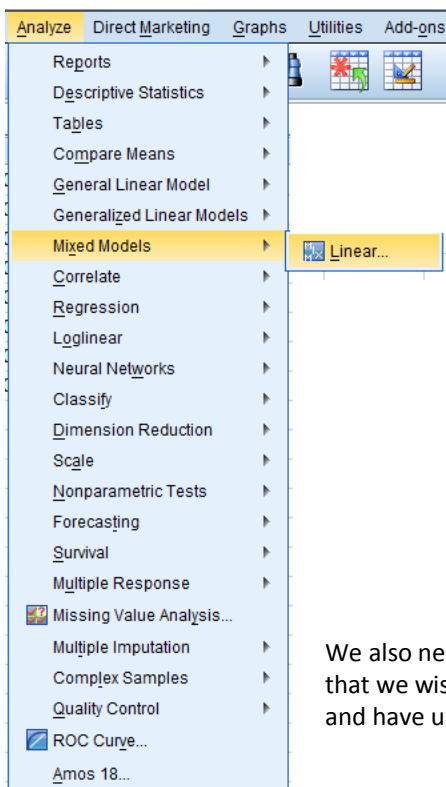 Analyze Direct Marketing Graphs Utilities Add-ons
Reports
Descriptive Statistics
Tables
Compare Means
General Linear Model
Generalized Linear Models
Mixed Models
Linear...
Correlate
Regression
Loglinear
Neural Networks
Classify
Dimension Reduction
Scale
Nonparametric Tests
Forecasting
Survival
Multiple Response
Missing Value Analysis...
Multiple Imputation
Complex Samples
Quality Control
ROC Curve...
Amos 18...
We also ne
that we wis
and have u